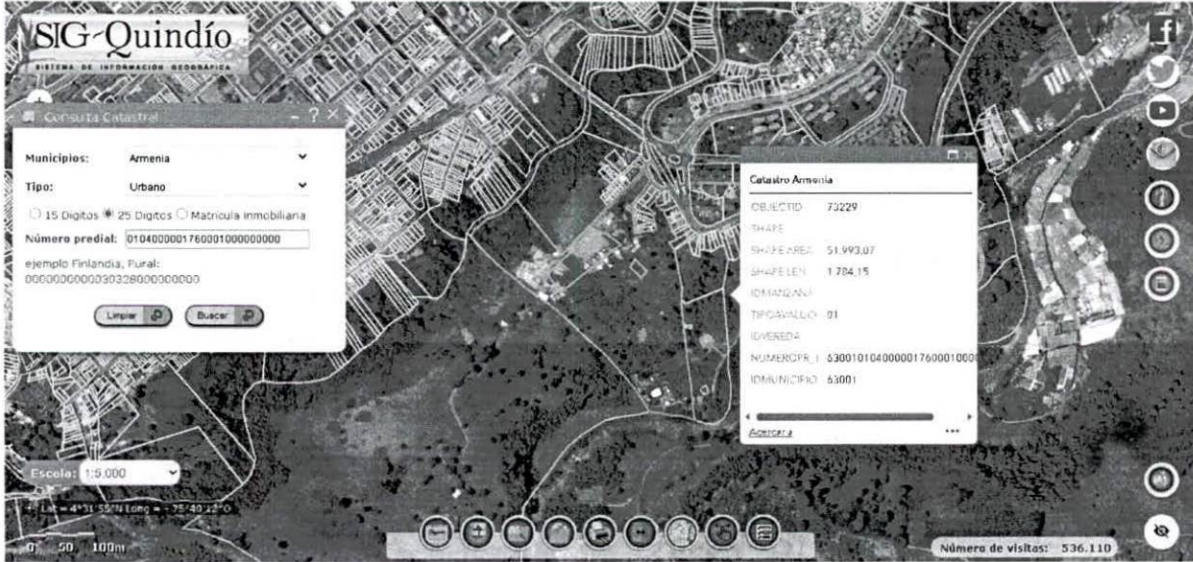 SIG-Quindío
SISTEMA DE INFORMACIÓN GEOGRÁFICA
Consulta Catastral
Municipios: Armenia
Tipo: Urbano
15 Digitos 25 Digitos Matricula inmobiliaria
Número predial: 0104000001760001000000000
ejemplo Finlandia, Rural:
Limpiar Buscar
Catastro Armenia
OBJECTID 73229
SHAPE
SHAPE.AREA 51.993,07
SHAPE.LEN 1.784,15
IDMANZANA
TIPOAVALUO 01
IDVEREDA
IDMUNICIPIO 63001
Acercar a
Escala: 1:5.000
0 50 100m
Número de visitas: 536.110